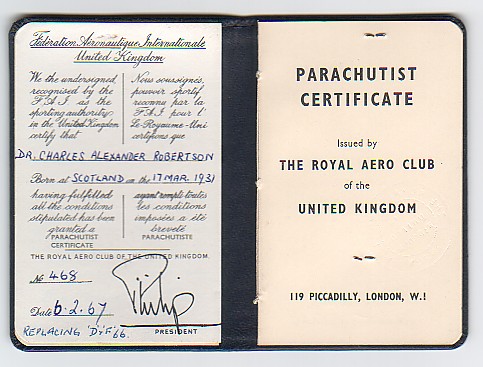 Fédération Aéronautique Internationale
United Kingdom
We the undersigned
recognised by the
F.A.I as the
sporting authority
in the United Kingdom
certify that
Nous soussignés
pouvoir sportif
reconnu par la
F.A.I pour l'
Le Royaume-Uni
certifions que
DR. CHARLES ALEXANDER ROBERTSON
Born at SCOTLAND on the 17 MAR. 1931
having fulfilled
all the conditions
stipulated has been
granted a
PARACHUTIST
CERTIFICATE
ayant rempli toutes
les conditions
imposées a été
breveté
PARACHUTISTE
THE ROYAL AERO CLUB OF THE UNITED KINGDOM.
No 468
Date 6.2.67
Philip
PRESIDENT
REPLACING 'D' F '66.
PARACHUTIST
CERTIFICATE
Issued by
THE ROYAL AERO CLUB
of the
UNITED KINGDOM
119 PICCADILLY, LONDON, W.1